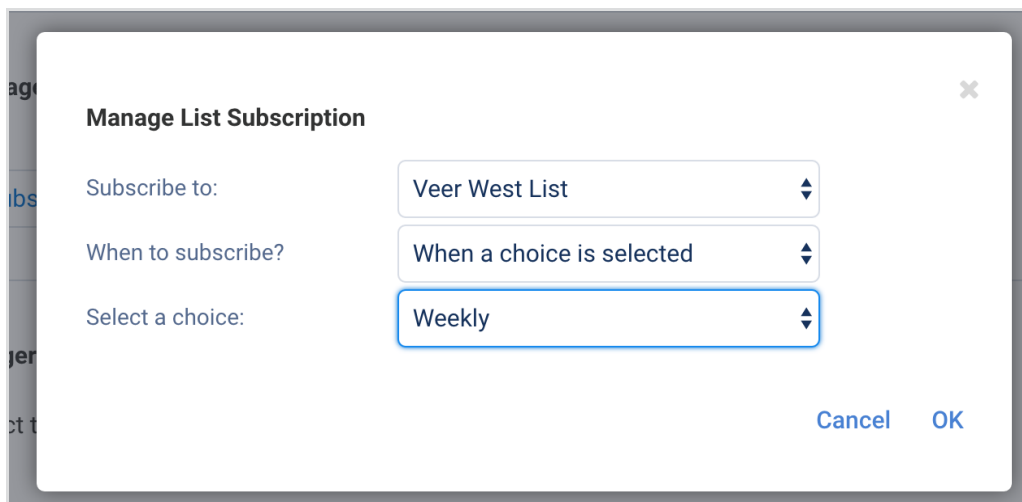 Manage List Subscription
Subscribe to:
Veer West List
When to subscribe?
When a choice is selected
Select a choice:
Weekly
Cancel
OK